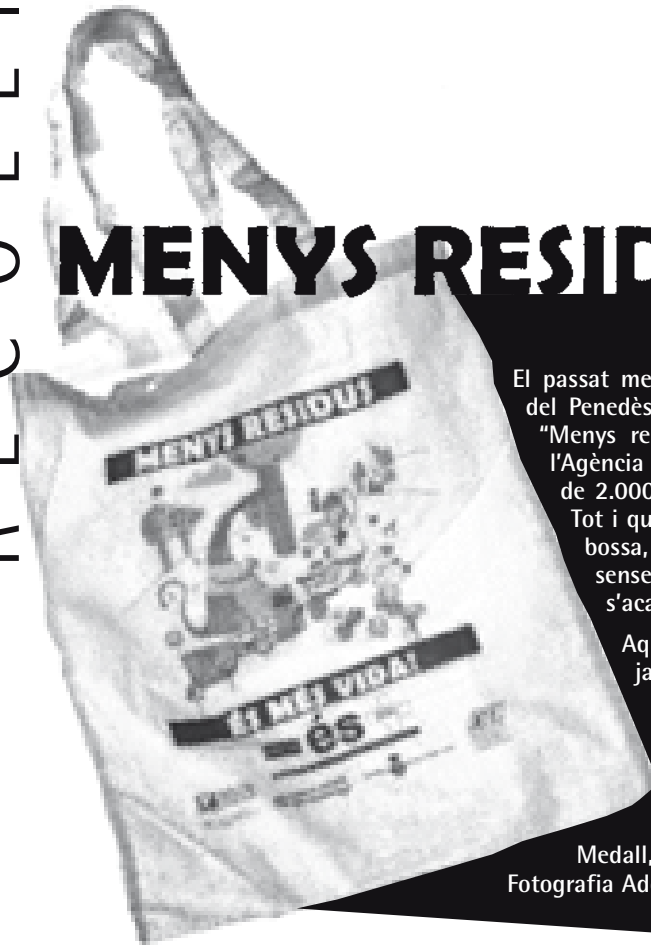 MENYS RESID
El passat me
del Penedès
"Menys re
l'Agència
de 2.000
Tot i qu
bossa,
sense
s'aca
Aq
ja
Medall,
Fotografia Ad
MENYS RESIDUS
ÉS MÉS VIDA!
és